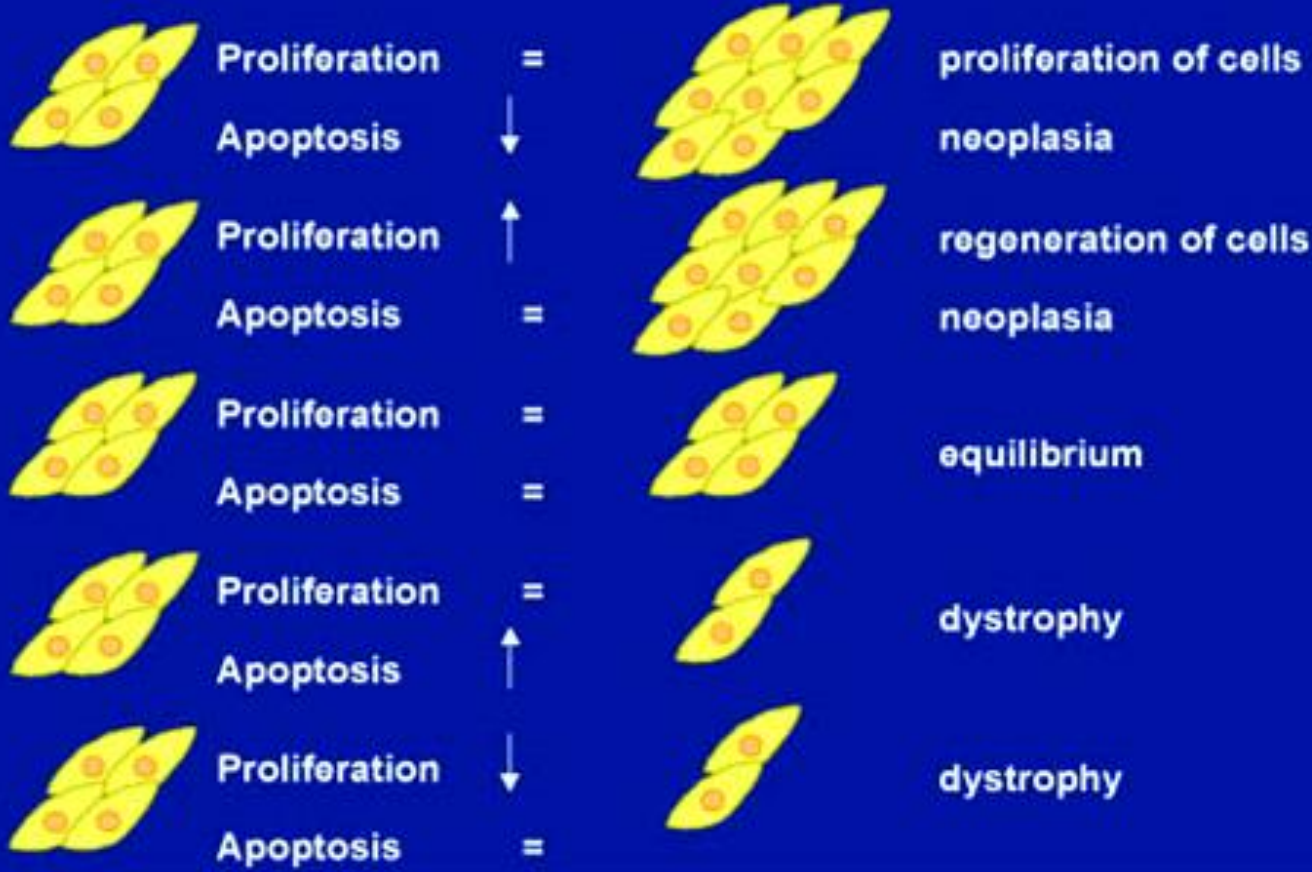 Proliferation = proliferation of cells
Apoptosis ↓ neoplasia
Proliferation ↑ regeneration of cells
Apoptosis = neoplasia
Proliferation =
equilibrium
Apoptosis =
Proliferation =
dystrophy
Apoptosis ↑
Proliferation ↓ dystrophy
Apoptosis =